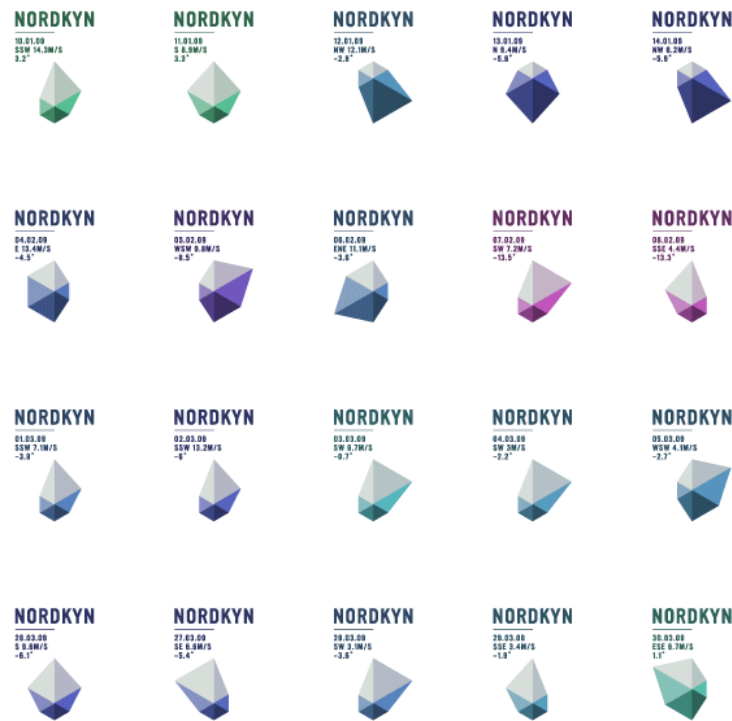 NORDKYN
10.01.09
SSW 14.3M/S
3.2°
NORDKYN
11.01.09
S 8.9M/S
3.3°
NORDKYN
12.01.09
NW 12.1M/S
-2.8°
NORDKYN
13.01.09
N 9.4M/S
-5.8°
NORDKYN
14.01.09
NW 6.2M/S
-5.9°
NORDKYN
04.02.09
E 13.4M/S
-4.5°
NORDKYN
05.02.09
WSW 9.8M/S
-8.5°
NORDKYN
06.02.09
ENE 11.1M/S
-3.6°
NORDKYN
07.02.09
SW 7.2M/S
-13.5°
NORDKYN
08.02.09
SSE 4.4M/S
-13.3°
NORDKYN
01.03.09
SSW 7.1M/S
-3.8°
NORDKYN
02.03.09
SSW 13.2M/S
-6°
NORDKYN
03.03.09
SW 6.7M/S
-0.7°
NORDKYN
04.03.09
SW 3M/S
-2.2°
NORDKYN
05.03.09
WSW 4.1M/S
-2.7°
NORDKYN
26.03.09
S 8.6M/S
-6.1°
NORDKYN
27.03.09
SE 6.6M/S
-5.4°
NORDKYN
28.03.09
SW 3.1M/S
-3.6°
NORDKYN
29.03.09
SSE 3.4M/S
-1.9°
NORDKYN
30.03.09
ESE 6.7M/S
1.1°